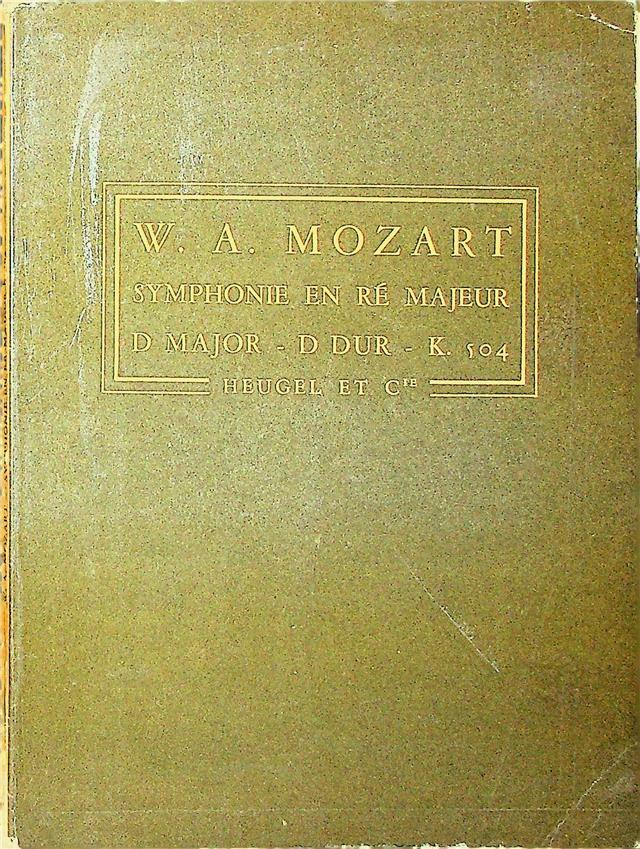 W. A. MOZART
SYMPHONIE EN RÉ MAJEUR
D MAJOR - D DUR - K. 504
HEUGEL ET CIE